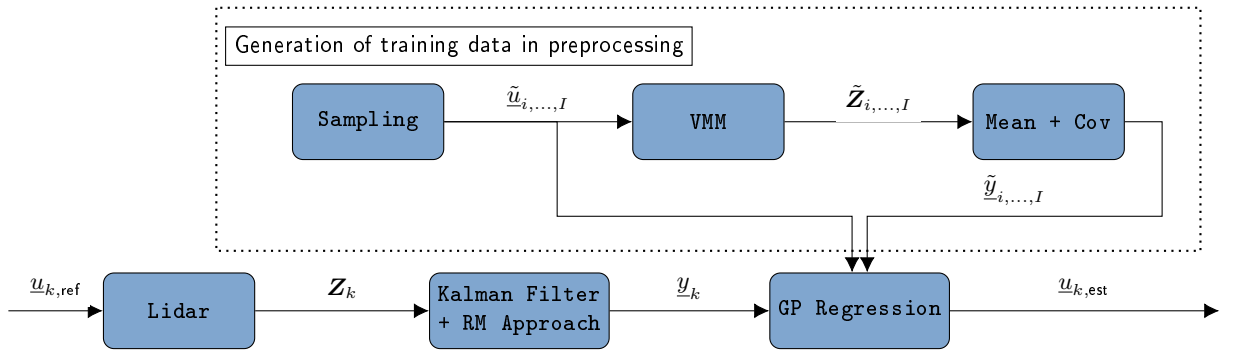 Generation of training data in preprocessing
Sampling
ũ_{i,...,I}
VMM
Z̃_{i,...,I}
Mean + Cov
ỹ_{i,...,I}
u_{k,ref}
Lidar
Z_k
Kalman Filter
+ RM Approach
y_k
GP Regression
u_{k,est}